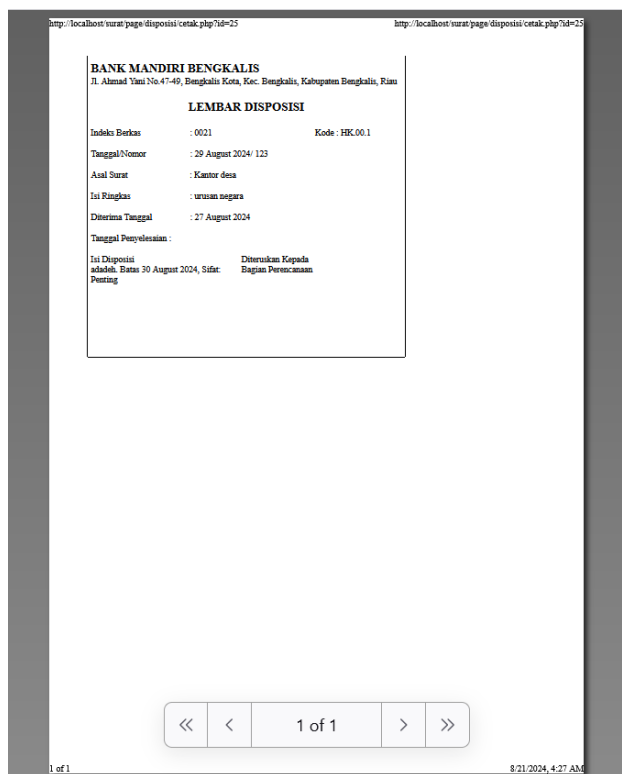 http://localhost/surat/page/disposisi/cetak.php?id=25 http://localhost/surat/page/disposisi/cetak.php?id=25
BANK MANDIRI BENGKALIS
Jl. Ahmad Yani No.47-49, Bengkalis Kota, Kec. Bengkalis, Kabupaten Bengkalis, Riau
LEMBAR DISPOSISI
Indeks Berkas : 0021 Kode : HK.00.1
Tanggal/Nomor : 29 August 2024/ 123
Asal Surat : Kantor desa
Isi Ringkas : urusan negara
Diterima Tanggal : 27 August 2024
Tanggal Penyelesaian :
Isi Disposisi Diteruskan Kepada
adadeh. Batas 30 August 2024, Sifat: Bagian Perencanaan
Penting
1 of 1
1 of 1 8/21/2024, 4:27 AM